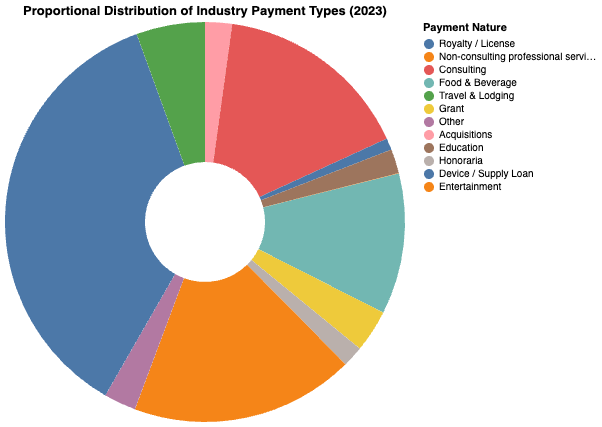 Proportional Distribution of Industry Payment Types (2023)
Payment Nature
Royalty / License
Non-consulting professional servi…
Consulting
Food & Beverage
Travel & Lodging
Grant
Other
Acquisitions
Education
Honoraria
Device / Supply Loan
Entertainment